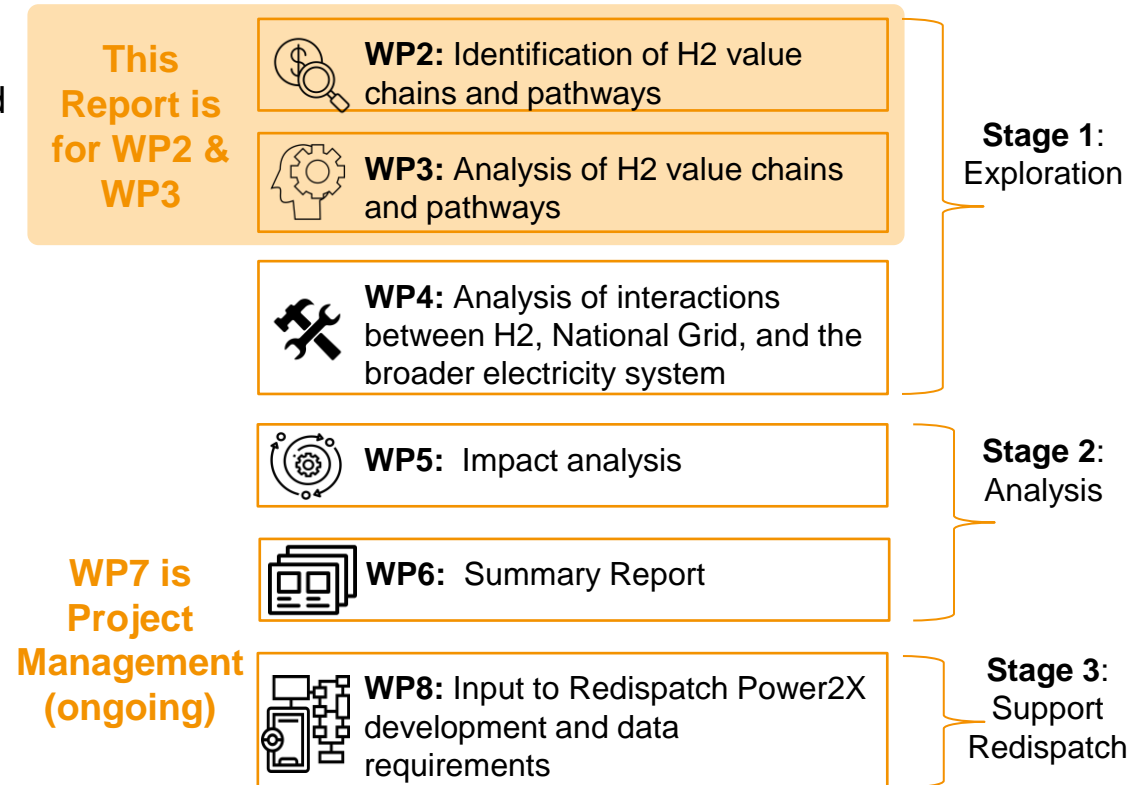 This
Report is
for WP2 &
WP3
WP2: Identification of H2 value
chains and pathways
WP3: Analysis of H2 value chains
and pathways
WP4: Analysis of interactions
between H2, National Grid, and the
broader electricity system
Stage 1:
Exploration
WP5: Impact analysis
WP6: Summary Report
Stage 2:
Analysis
WP7 is
Project
Management
(ongoing)
WP8: Input to Redispatch Power2X
development and data
requirements
Stage 3:
Support
Redispatch